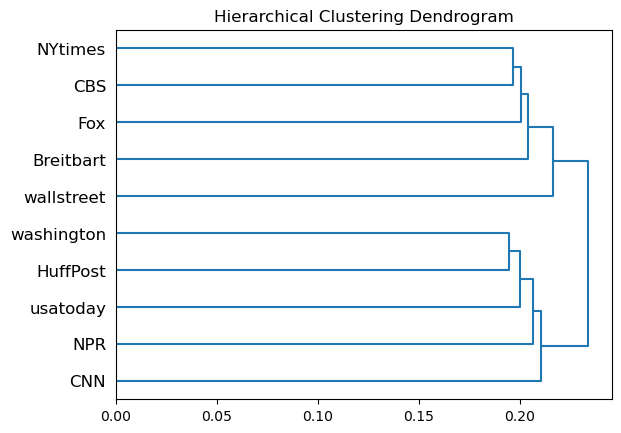 Hierarchical Clustering Dendrogram
NYtimes
CBS
Fox
Breitbart
wallstreet
washington
HuffPost
usatoday
NPR
CNN
0.00 0.05 0.10 0.15 0.20